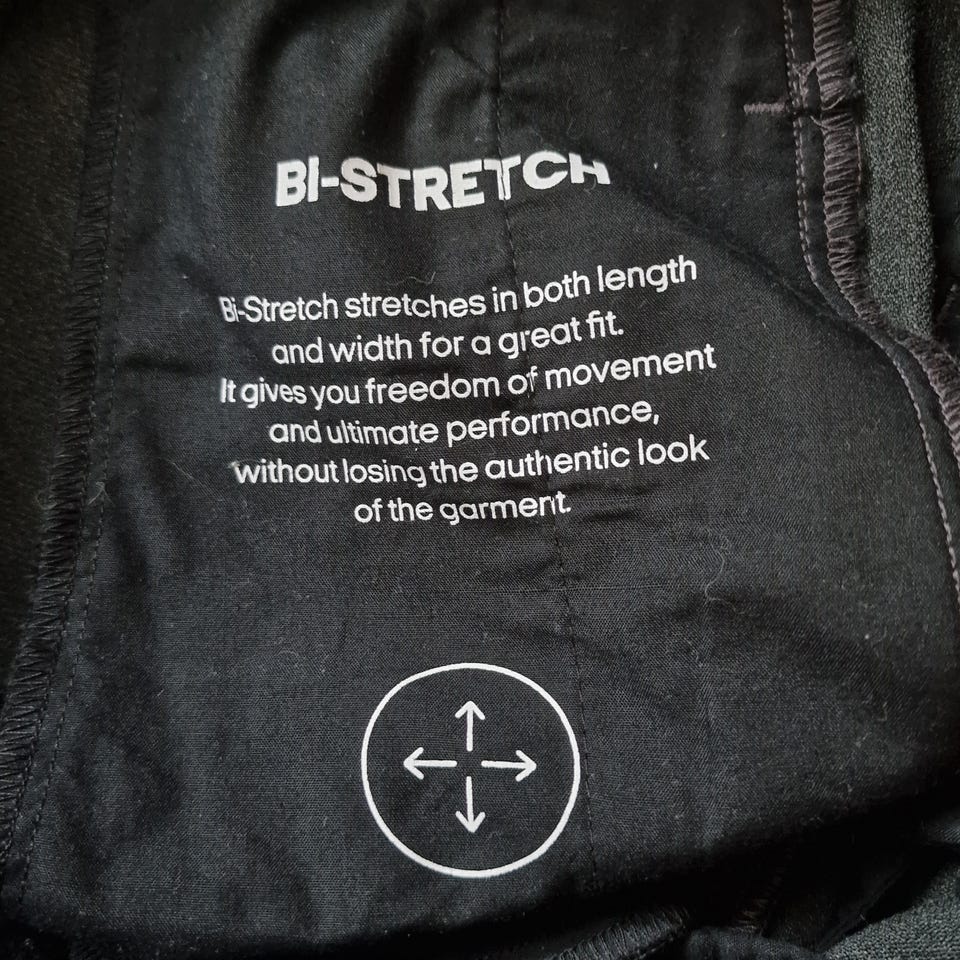 BI-STRETCH
Bi-Stretch stretches in both length
and width for a great fit.
It gives you freedom of movement
and ultimate performance,
without losing the authentic look
of the garment.